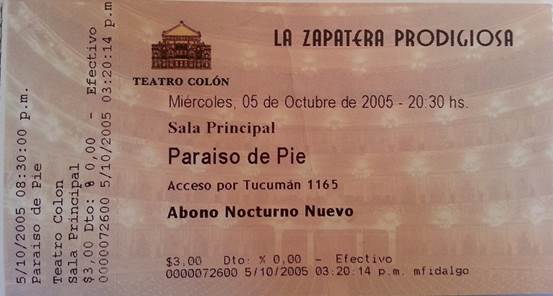 LA ZAPATERA PRODIGIOSA
TEATRO COLÓN
Miércoles, 05 de Octubre de 2005 - 20:30 hs.
Sala Principal
Paraiso de Pie
Acceso por Tucumán 1165
Abono Nocturno Nuevo
$3,00 Dto: % 0,00 - Efectivo
0000072600 5/10/2005 03:20:14 p.m. mfidalgo
5/10/2005 08:30:00 p.m.
Paraiso de Pie
Teatro Colon
Sala Principal
$3,00 Dto: % 0,00 - Efectivo
0000072600 5/10/2005 03:20:14 p.m